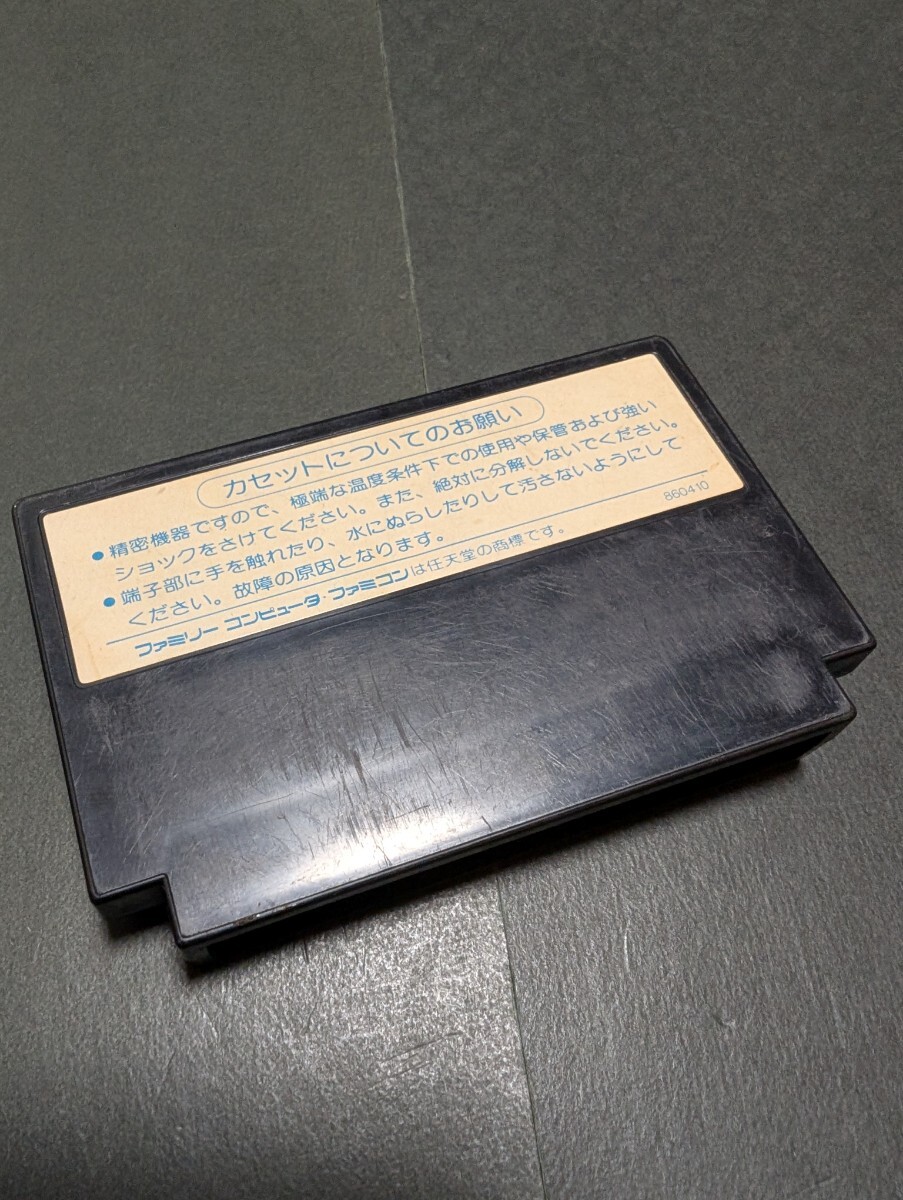 カセットについてのお願い
●精密機器ですので、極端な温度条件下での使用や保管および強い
ショックをさけてください。また、絶対に分解しないでください。
●端子部に手を触れたり、水にぬらしたりして汚さないようにして
ください。故障の原因となります。
860410
ファミリー コンピュータ・ファミコンは任天堂の商標です。